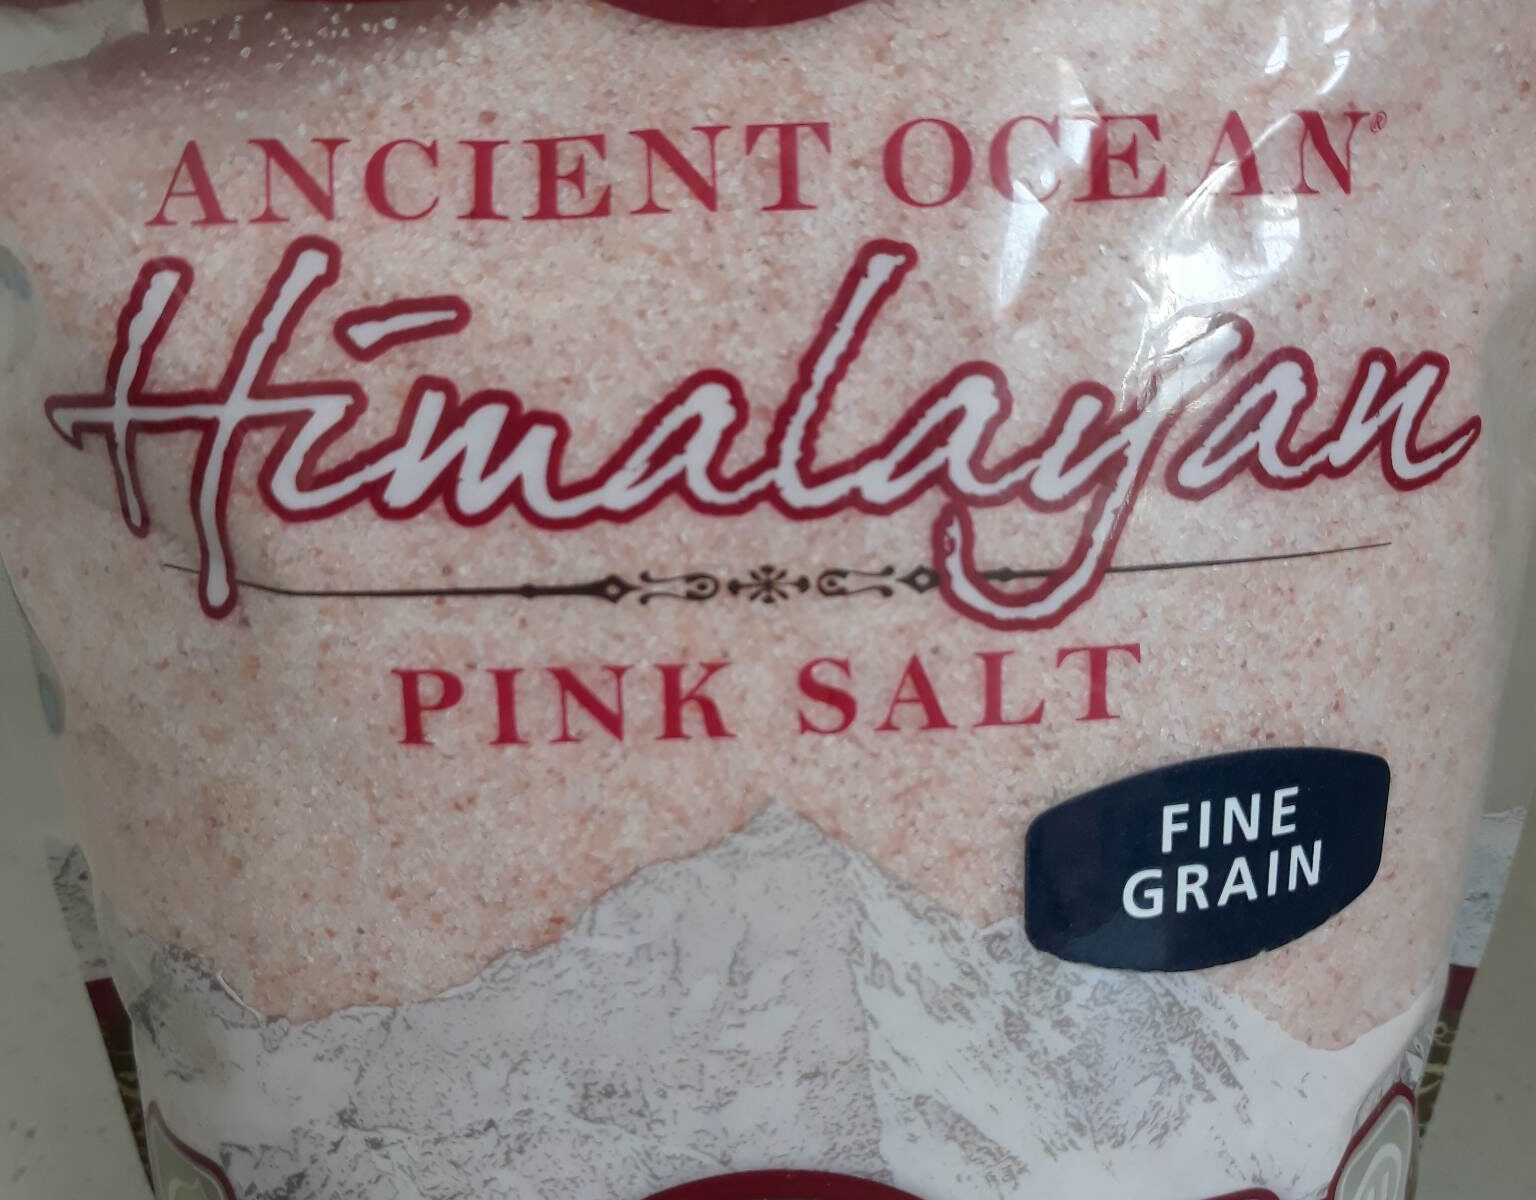 ANCIENT OCEAN®
Himalayan
PINK SALT
FINE
GRAIN